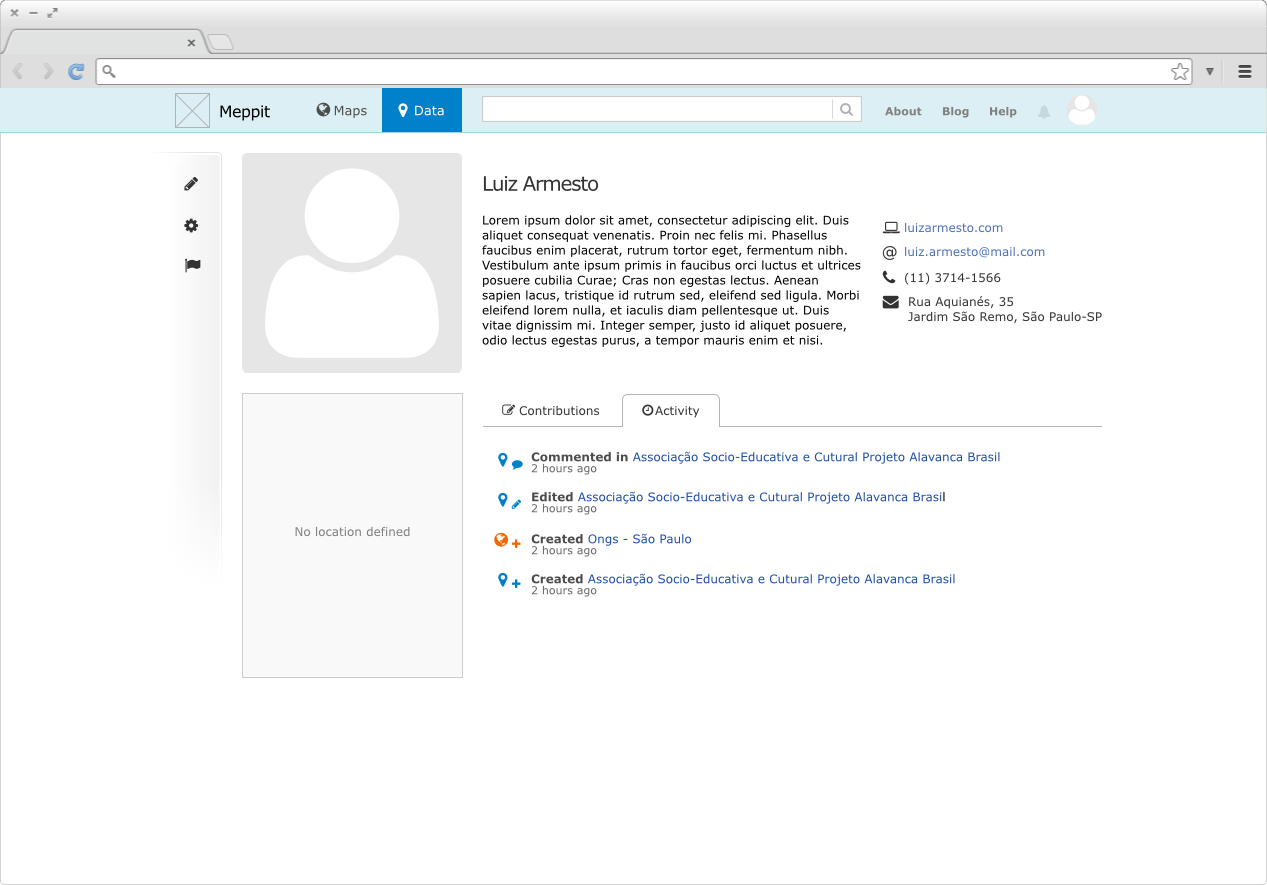 Meppit
Maps
Data
About
Blog
Help
Luiz Armesto
Lorem ipsum dolor sit amet, consectetur adipiscing elit. Duis
aliquet consequat venenatis. Proin nec felis mi. Phasellus
faucibus enim placerat, rutrum tortor eget, fermentum nibh.
Vestibulum ante ipsum primis in faucibus orci luctus et ultrices
posuere cubilia Curae; Cras non egestas lectus. Aenean
sapien lacus, tristique id rutrum sed, eleifend sed ligula. Morbi
eleifend lorem nulla, et iaculis diam pellentesque ut. Duis
vitae dignissim mi. Integer semper, justo id aliquet posuere,
odio lectus egestas purus, a tempor mauris enim et nisi.
luizarmesto.com
luiz.armesto@mail.com
(11) 3714-1566
Rua Aquianés, 35
Jardim São Remo, São Paulo-SP
No location defined
Contributions
Activity
Commented in Associação Socio-Educativa e Cutural Projeto Alavanca Brasil
2 hours ago
Edited Associação Socio-Educativa e Cutural Projeto Alavanca Brasil
2 hours ago
Created Ongs - São Paulo
2 hours ago
Created Associação Socio-Educativa e Cutural Projeto Alavanca Brasil
2 hours ago